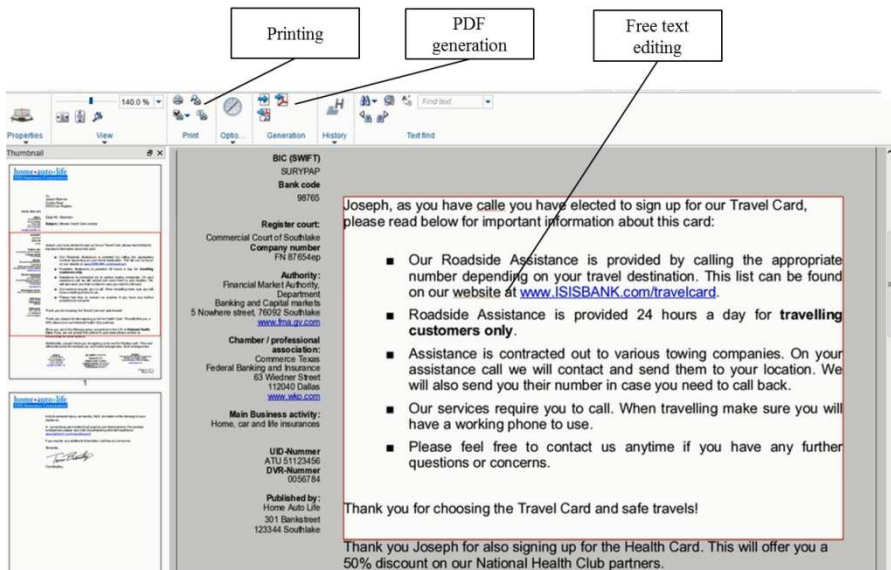 Printing
PDF
generation
Free text
editing
140.0 %
Find text
Properties
View
Print
Optio...
Generation
History
Text find
Thumbnail
home•auto•life
1
home•auto•life
BIC (SWIFT)
SURYPAP
Bank code
98765
Register court:
Commercial Court of Southlake
Company number
FN 87654ep
Authority:
Financial Market Authority,
Department
Banking and Capital markets
5 Nowhere street, 76092 Southlake
www.fma.gv.com
Chamber / professional
association:
Commerce Texas
Federal Banking and Insurance
63 Wiedner Street
112040 Dallas
www.wkp.com
Main Business activity:
Home, car and life insurances
UID-Nummer
ATU 51123456
DVR-Nummer
0056784
Published by:
Home Auto Life
301 Bankstreet
123344 Southlake
Joseph, as you have calle you have elected to sign up for our Travel Card,
please read below for important information about this card:
■ Our Roadside Assistance is provided by calling the appropriate
number depending on your travel destination. This list can be found
on our website at www.ISISBANK.com/travelcard.
■ Roadside Assistance is provided 24 hours a day for travelling
customers only.
■ Assistance is contracted out to various towing companies. On your
assistance call we will contact and send them to your location. We
will also send you their number in case you need to call back.
■ Our services require you to call. When travelling make sure you will
have a working phone to use.
■ Please feel free to contact us anytime if you have any further
questions or concerns.
Thank you for choosing the Travel Card and safe travels!
Thank you Joseph for also signing up for the Health Card. This will offer you a
50% discount on our National Health Club partners.